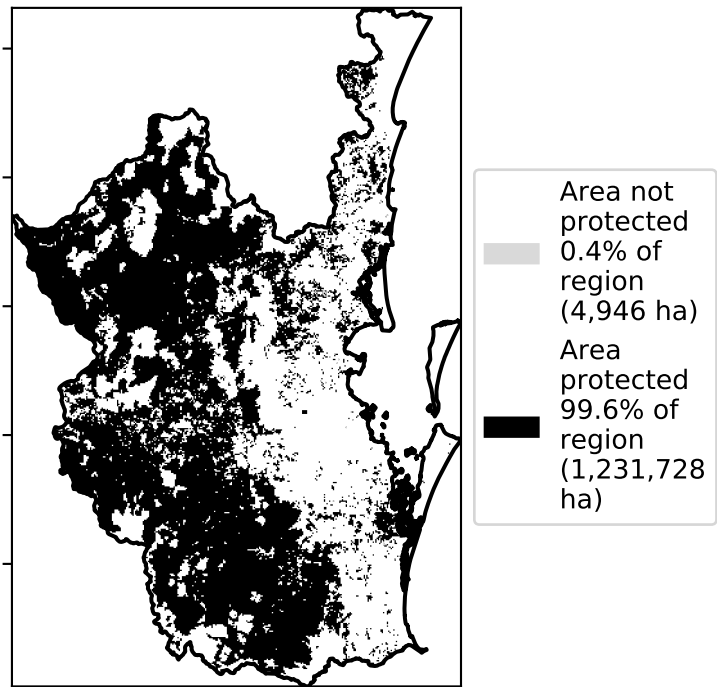 Area not
protected
0.4% of
region
(4,946 ha)
Area
protected
99.6% of
region
(1,231,728
ha)